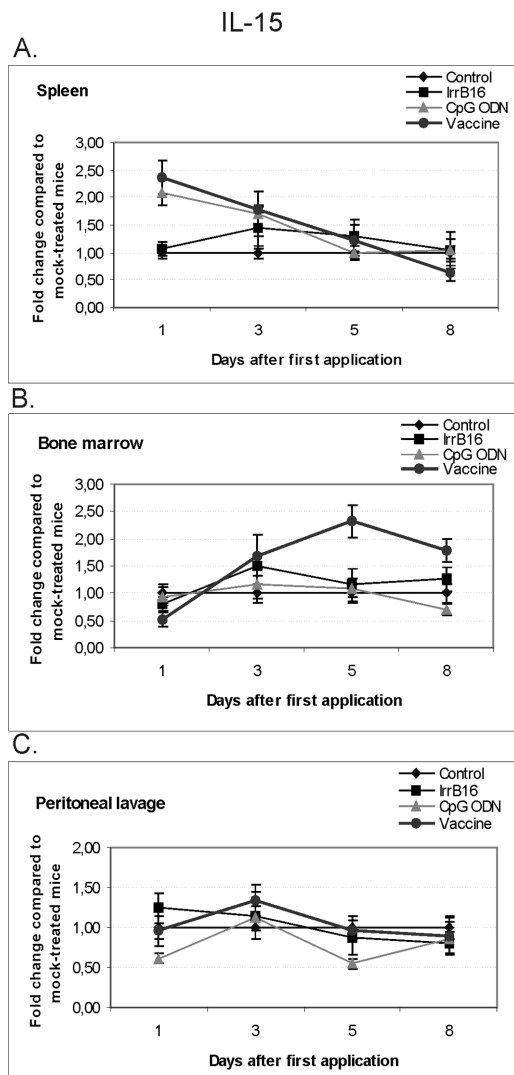 IL-15
A.
Spleen
Control
IrrB16
CpG ODN
Vaccine
Fold change compared to
mock-treated mice
3,00
2,50
2,00
1,50
1,00
0,50
0,00
1 3 5 8
Days after first application
B.
Bone marrow
Control
IrrB16
CpG ODN
Vaccine
Fold change compared to
mock-treated mice
3,00
2,50
2,00
1,50
1,00
0,50
0,00
1 3 5 8
Days after first application
C.
Peritoneal lavage
Control
IrrB16
CpG ODN
Vaccine
Fold change compared to
mock-treated mice
2,00
1,50
1,00
0,50
0,00
1 3 5 8
Days after first application